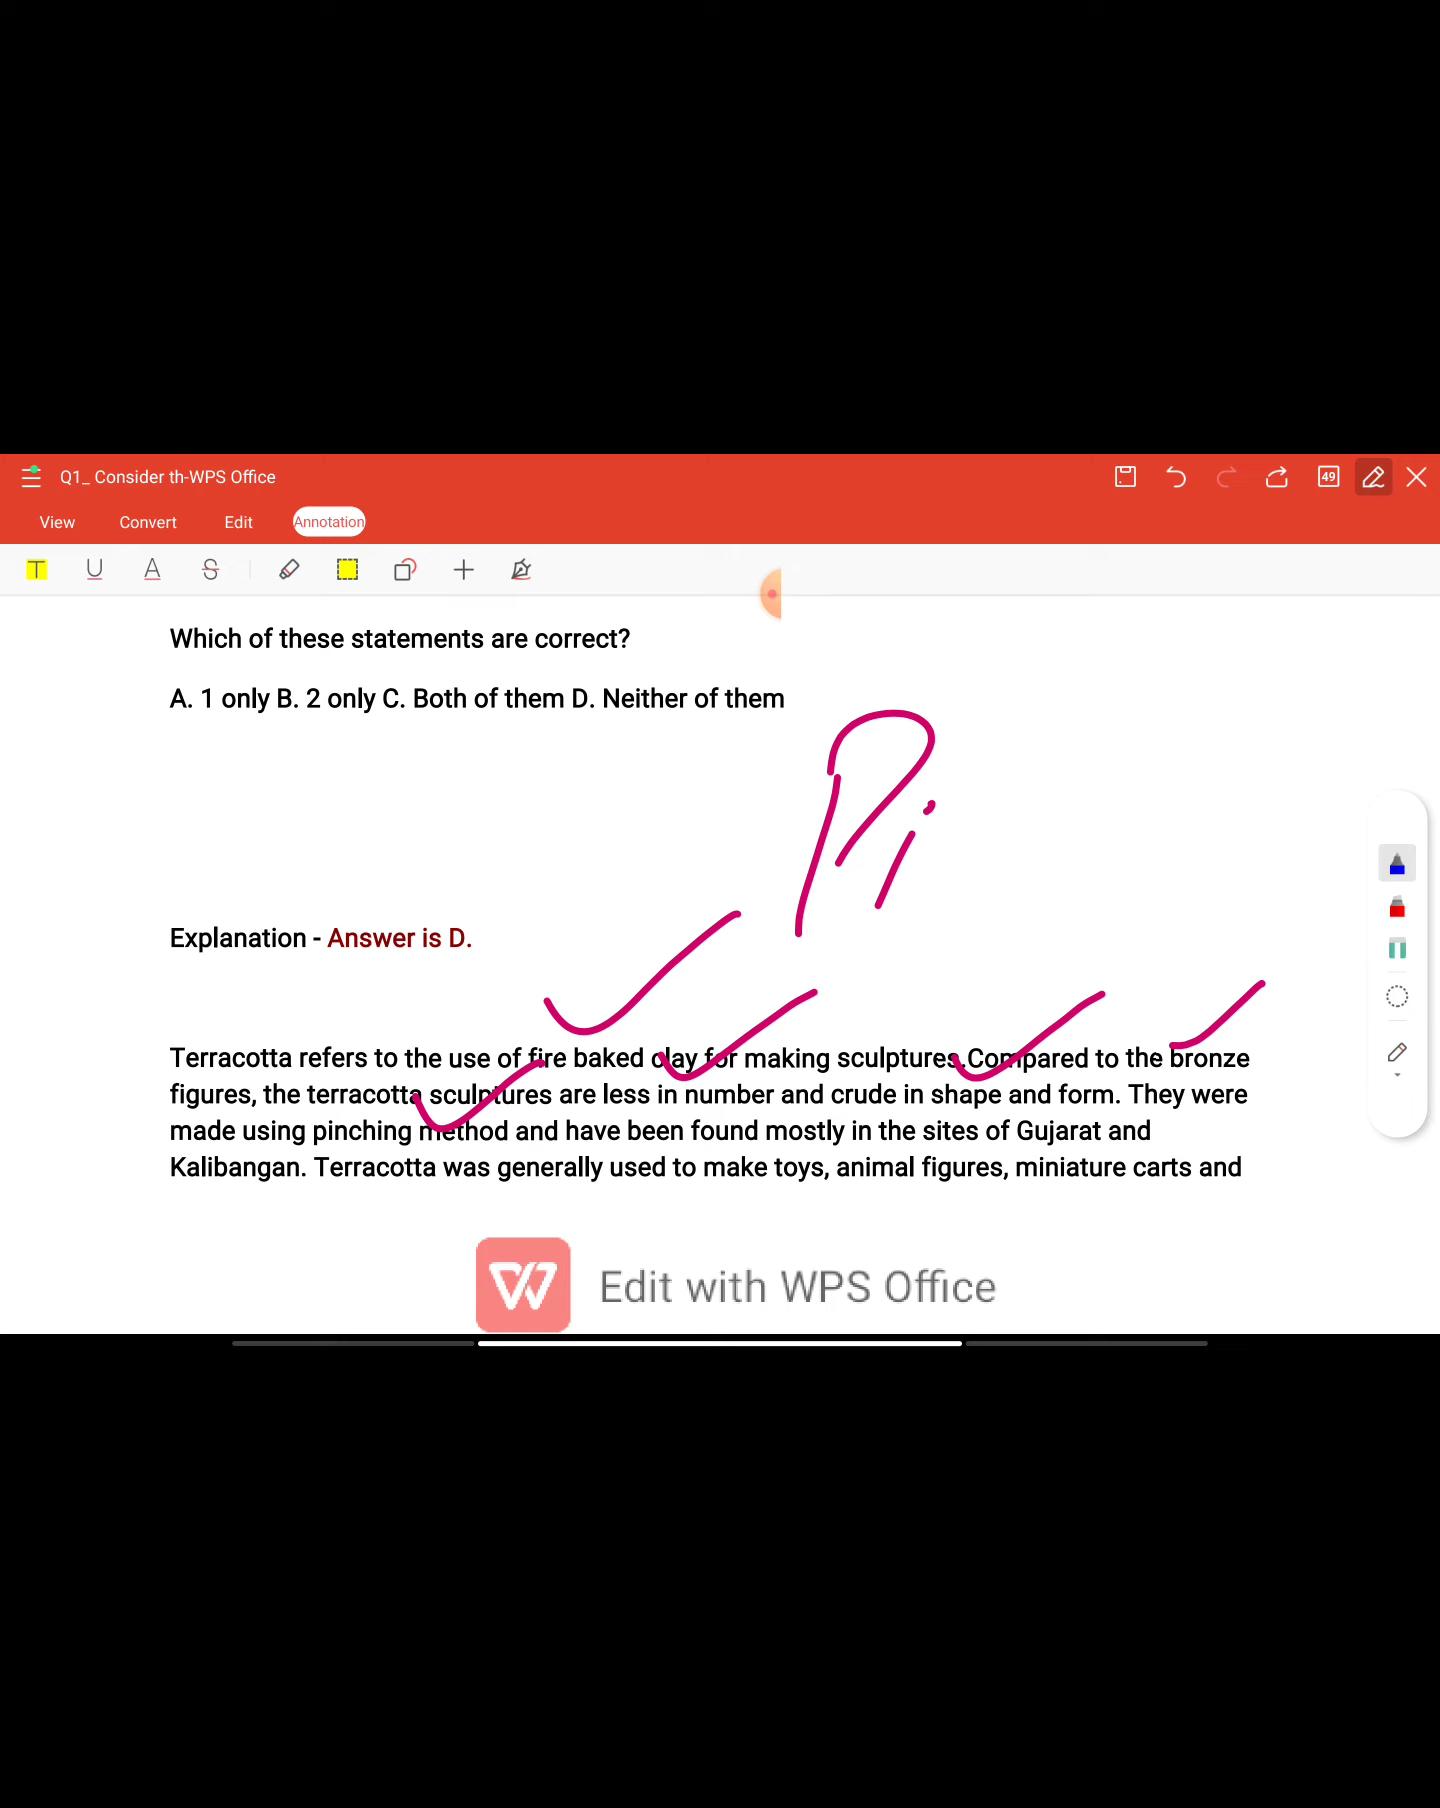 Q1_ Consider th-WPS Office
49
View Convert Edit Annotation
T U A S
Which of these statements are correct?
A. 1 only B. 2 only C. Both of them D. Neither of them
Explanation - Answer is D.
Terracotta refers to the use of fire baked clay for making sculptures.Compared to the bronze
figures, the terracotta sculptures are less in number and crude in shape and form. They were
made using pinching method and have been found mostly in the sites of Gujarat and
Kalibangan. Terracotta was generally used to make toys, animal figures, miniature carts and
Edit with WPS Office